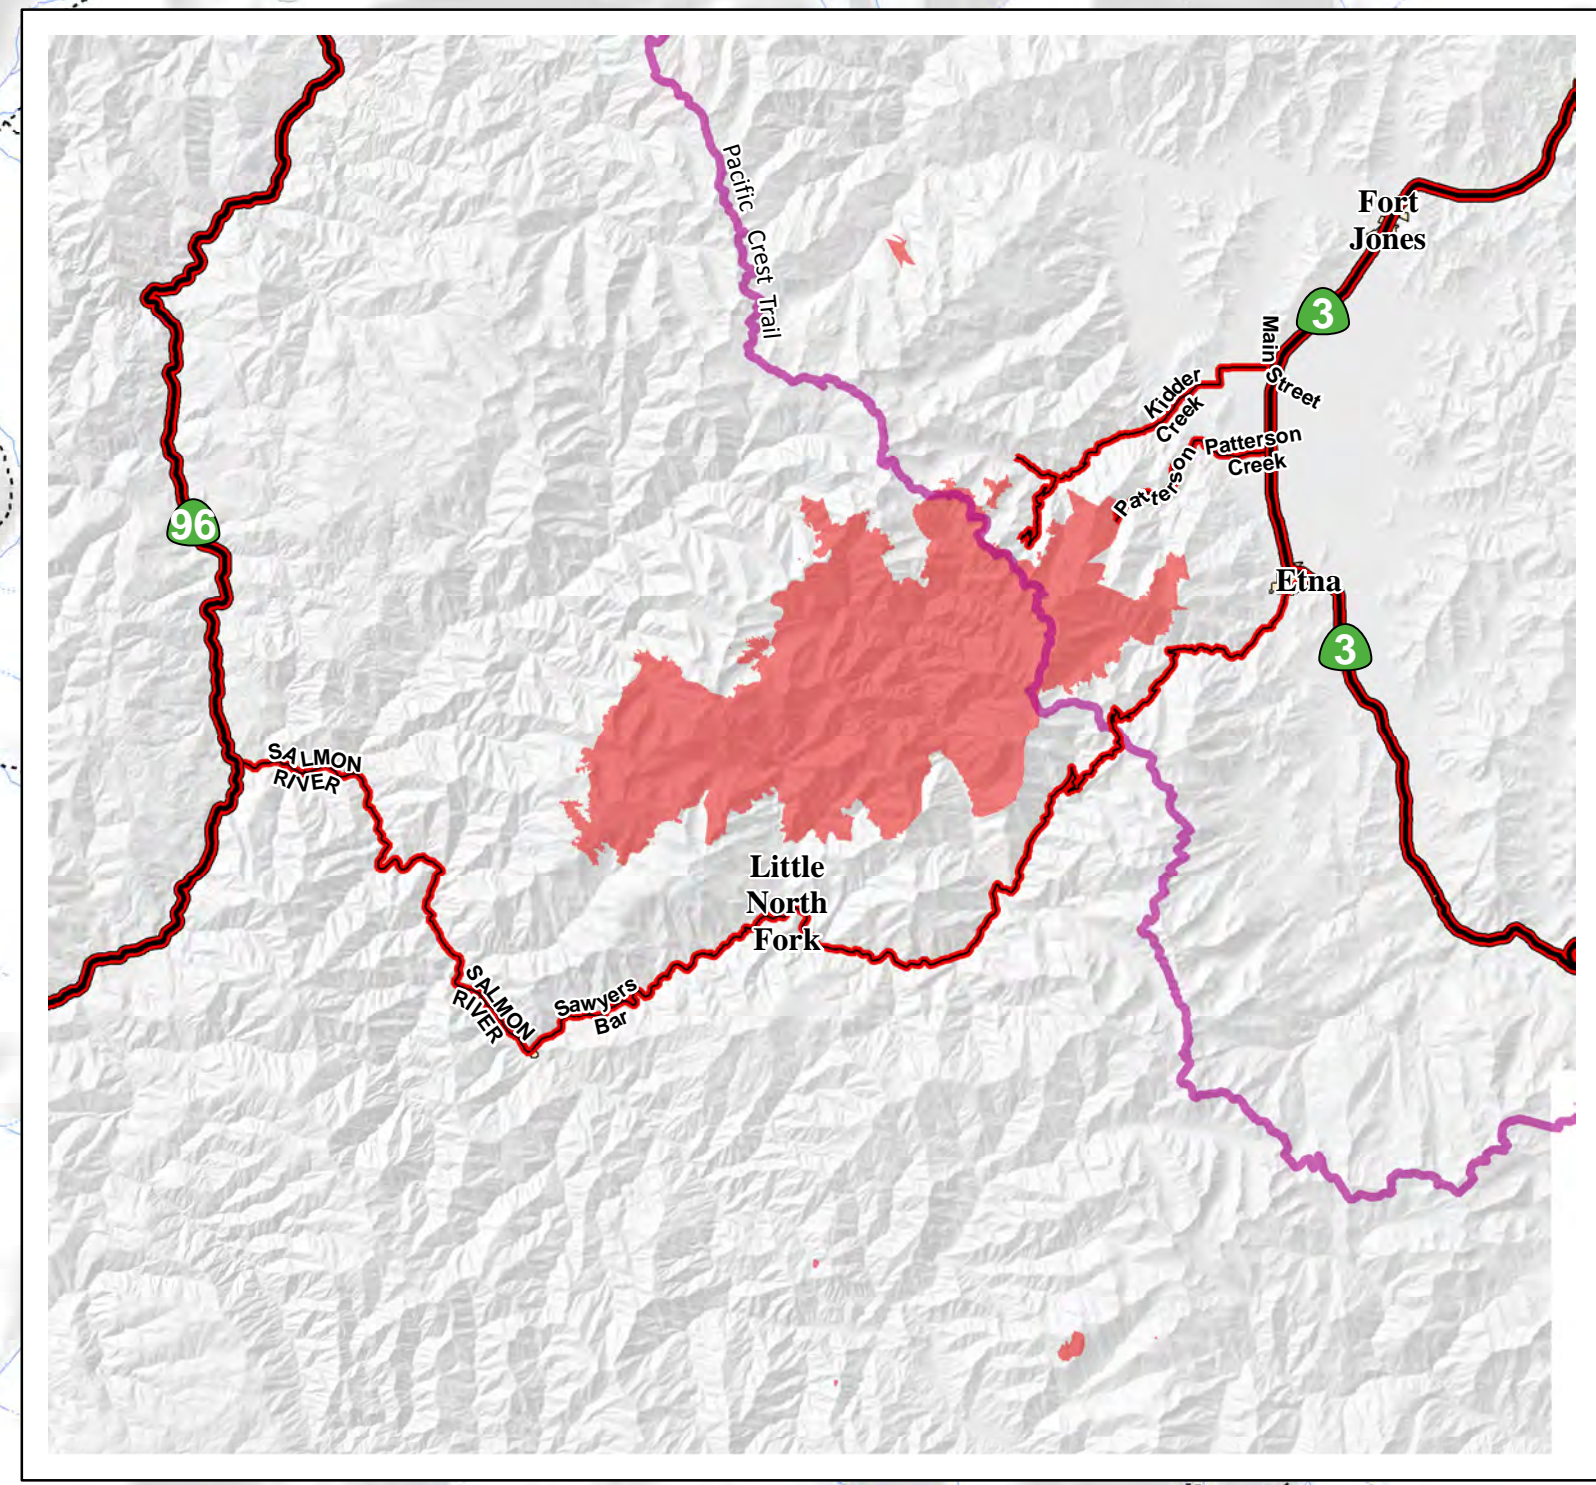 Pacific Crest Trail
Fort
Jones
3
Main Street
Kidder
Creek
Patterson
Creek
Patterson
96
Etna
3
SALMON
RIVER
Little
North
Fork
SALMON
RIVER
Sawyers
Bar